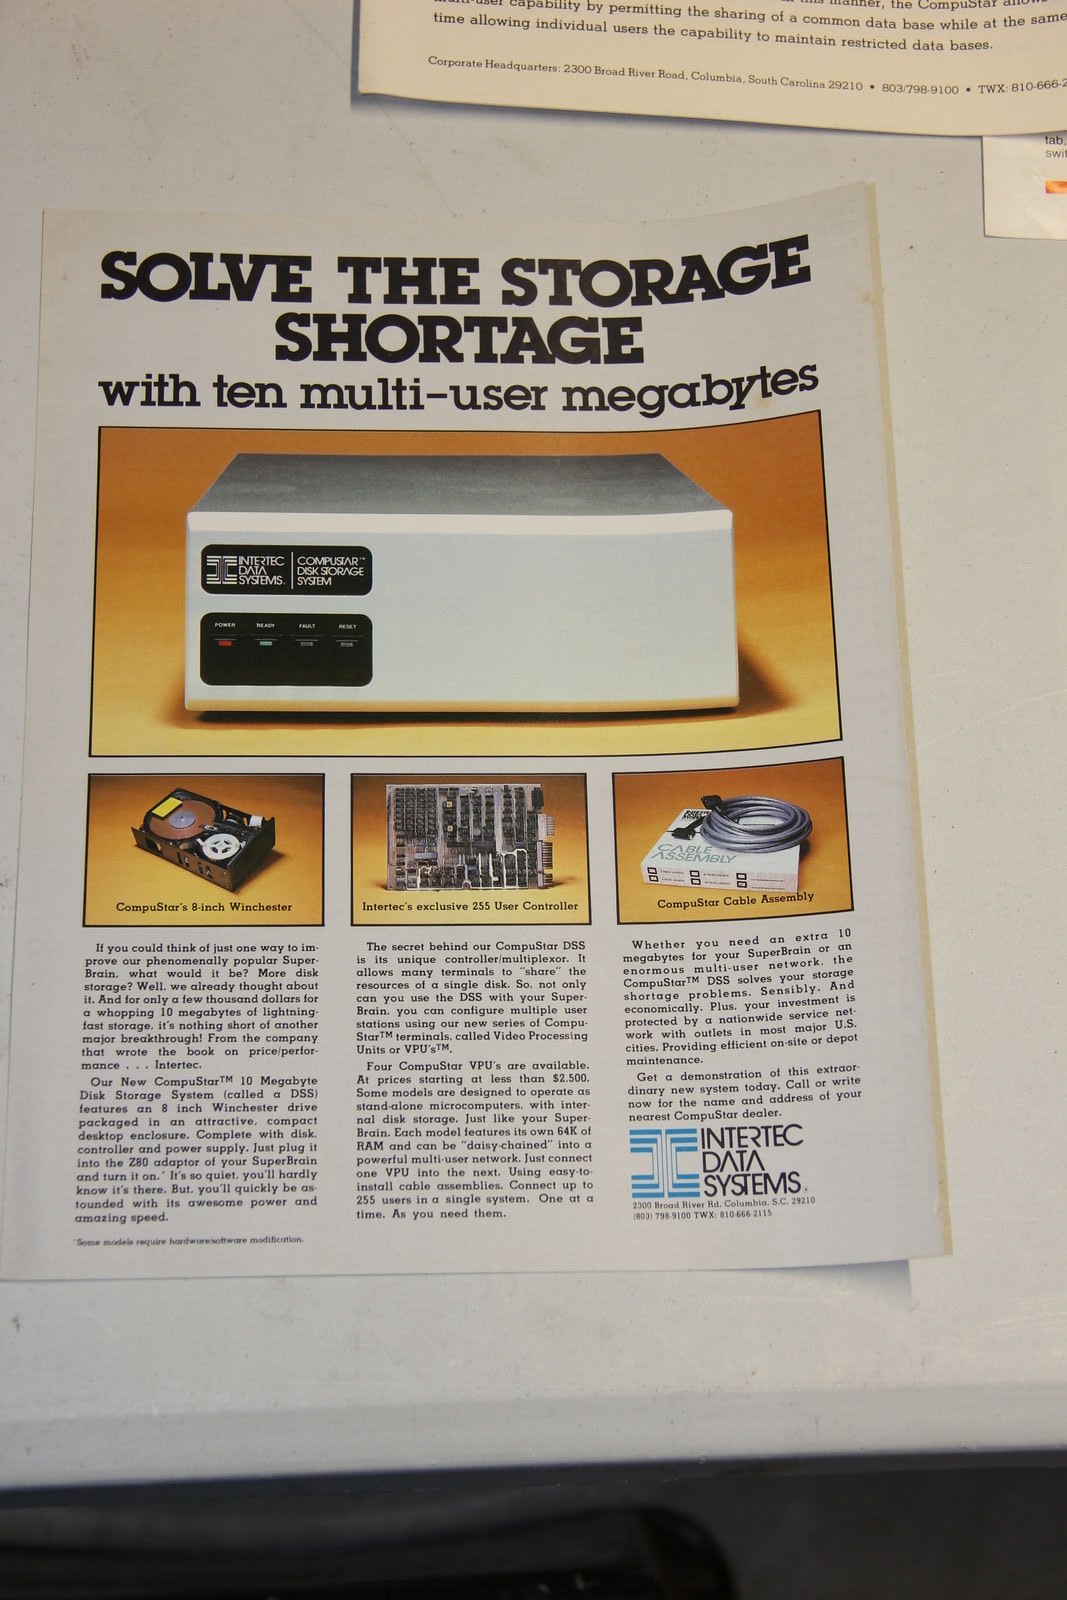 multi-user capability by permitting the sharing of a common data base while at the same
time allowing individual users the capability to maintain restricted data bases.
Corporate Headquarters: 2300 Broad River Road, Columbia, South Carolina 29210 • 803/798-9100 • TWX: 810-666-2
tab,
swit
SOLVE THE STORAGE
SHORTAGE
with ten multi-user megabytes
INTERTEC
DATA
SYSTEMS.
COMPUSTAR™
DISK STORAGE
SYSTEM
POWER READY FAULT RESET
CompuStar's 8-inch Winchester
Intertec's exclusive 255 User Controller
CABLE
ASSEMBLY
CompuStar Cable Assembly
If you could think of just one way to im-
prove our phenomenally popular Super-
Brain, what would it be? More disk
storage? Well, we already thought about
it. And for only a few thousand dollars for
a whopping 10 megabytes of lightning-
fast storage, it's nothing short of another
major breakthrough! From the company
that wrote the book on price/perfor-
mance . . . Intertec.
Our New CompuStar™ 10 Megabyte
Disk Storage System (called a DSS)
features an 8 inch Winchester drive
packaged in an attractive, compact
desktop enclosure. Complete with disk,
controller and power supply. Just plug it
into the Z80 adaptor of your SuperBrain
and turn it on.* It's so quiet, you'll hardly
know it's there. But, you'll quickly be as-
tounded with its awesome power and
amazing speed.
*Some models require hardware/software modification.
The secret behind our CompuStar DSS
is its unique controller/multiplexor. It
allows many terminals to "share" the
resources of a single disk. So, not only
can you use the DSS with your Super-
Brain, you can configure multiple user
stations using our new series of Compu-
Star™ terminals, called Video Processing
Units or VPU's™.
Four CompuStar VPU's are available.
At prices starting at less than $2,500.
Some models are designed to operate as
stand-alone microcomputers, with inter-
nal disk storage. Just like your Super-
Brain. Each model features its own 64K of
RAM and can be "daisy-chained" into a
powerful multi-user network. Just connect
one VPU into the next. Using easy-to-
install cable assemblies. Connect up to
255 users in a single system. One at a
time. As you need them.
Whether you need an extra 10
megabytes for your SuperBrain or an
enormous multi-user network, the
CompuStar™ DSS solves your storage
shortage problems. Sensibly. And
economically. Plus, your investment is
protected by a nationwide service net-
work with outlets in most major U.S.
cities. Providing efficient on-site or depot
maintenance.
Get a demonstration of this extraor-
dinary new system today. Call or write
now for the name and address of your
nearest CompuStar dealer.
INTERTEC
DATA
SYSTEMS.
2300 Broad River Rd. Columbia, S.C. 29210
(803) 798-9100 TWX: 810-666-2115